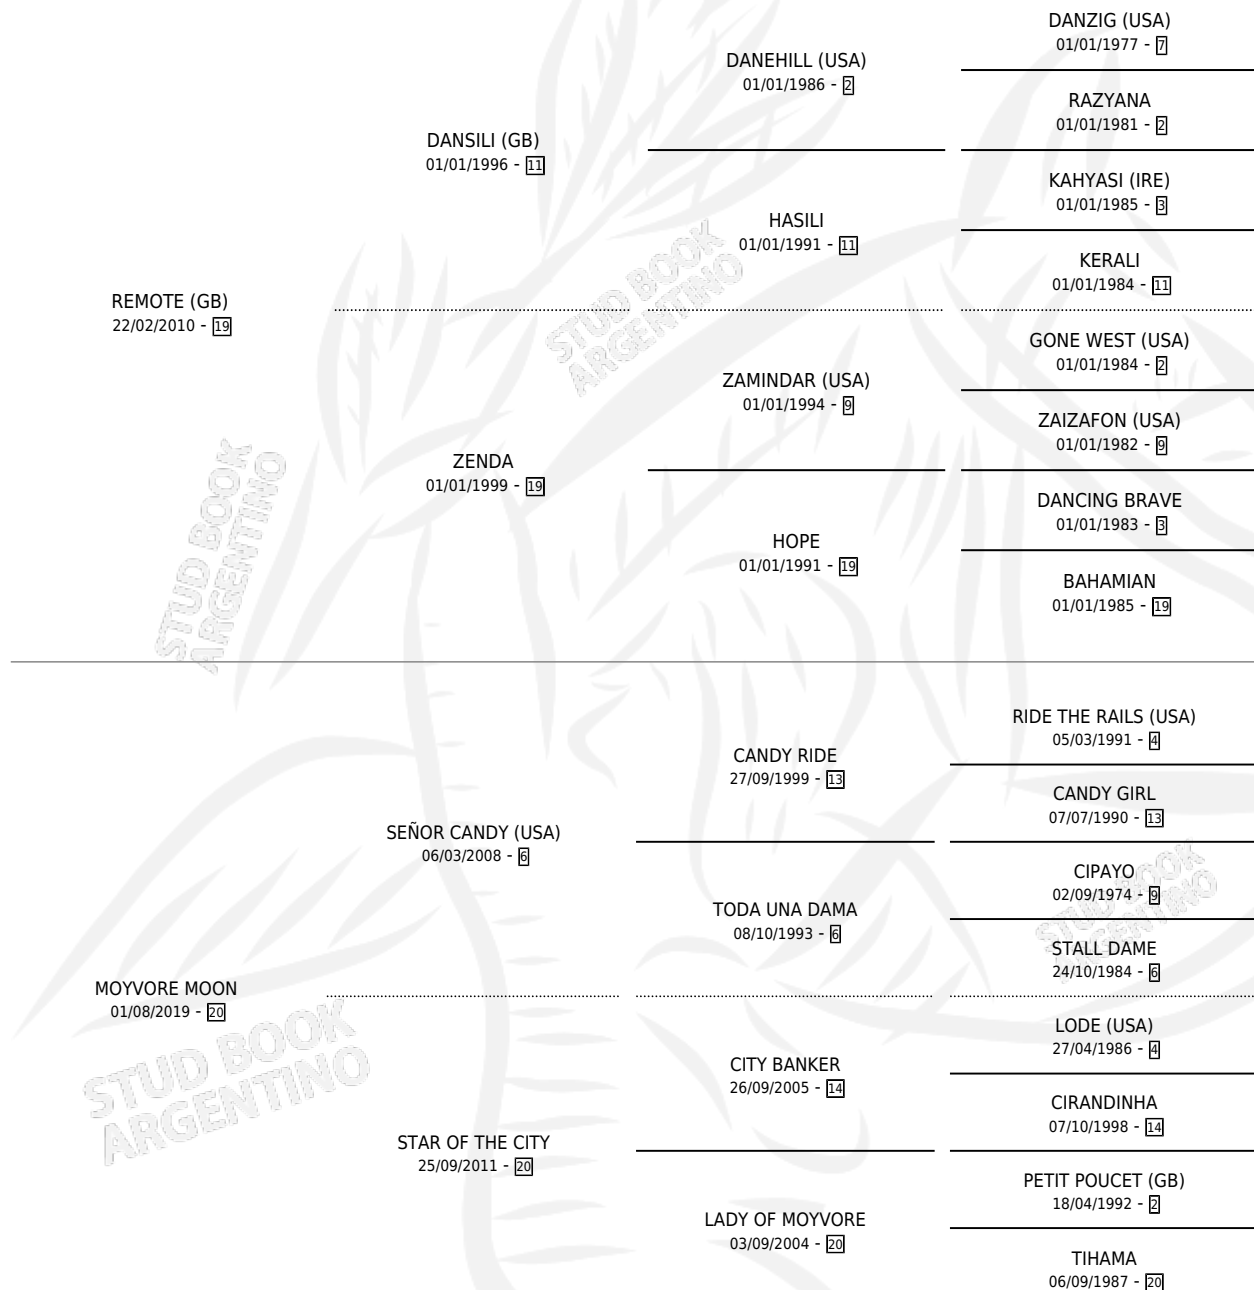 DANZIG (USA)
01/01/1977 - 7
DANEHILL (USA)
01/01/1986 - 2
RAZYANA
01/01/1981 - 2
DANSILI (GB)
01/01/1996 - 11
KAHYASI (IRE)
01/01/1985 - 3
HASILI
01/01/1991 - 11
KERALI
01/01/1984 - 11
REMOTE (GB)
22/02/2010 - 19
GONE WEST (USA)
01/01/1984 - 2
ZAMINDAR (USA)
01/01/1994 - 9
ZAIZAFON (USA)
01/01/1982 - 9
ZENDA
01/01/1999 - 19
DANCING BRAVE
01/01/1983 - 3
HOPE
01/01/1991 - 19
BAHAMIAN
01/01/1985 - 19
RIDE THE RAILS (USA)
05/03/1991 - 4
CANDY RIDE
27/09/1999 - 13
CANDY GIRL
07/07/1990 - 13
SEÑOR CANDY (USA)
06/03/2008 - 6
CIPAYO
02/09/1974 - 9
TODA UNA DAMA
08/10/1993 - 6
STALL DAME
24/10/1984 - 6
MOYVORE MOON
01/08/2019 - 20
LODE (USA)
27/04/1986 - 4
CITY BANKER
26/09/2005 - 14
CIRANDINHA
07/10/1998 - 14
STAR OF THE CITY
25/09/2011 - 20
PETIT POUCET (GB)
18/04/1992 - 2
LADY OF MOYVORE
03/09/2004 - 20
TIHAMA
06/09/1987 - 20
STUD BOOK
ARGENTINO
STUD BOOK
ARGENTINO
STUD BOOK
ARGENTINO
STUD BOOK
ARGENTINO